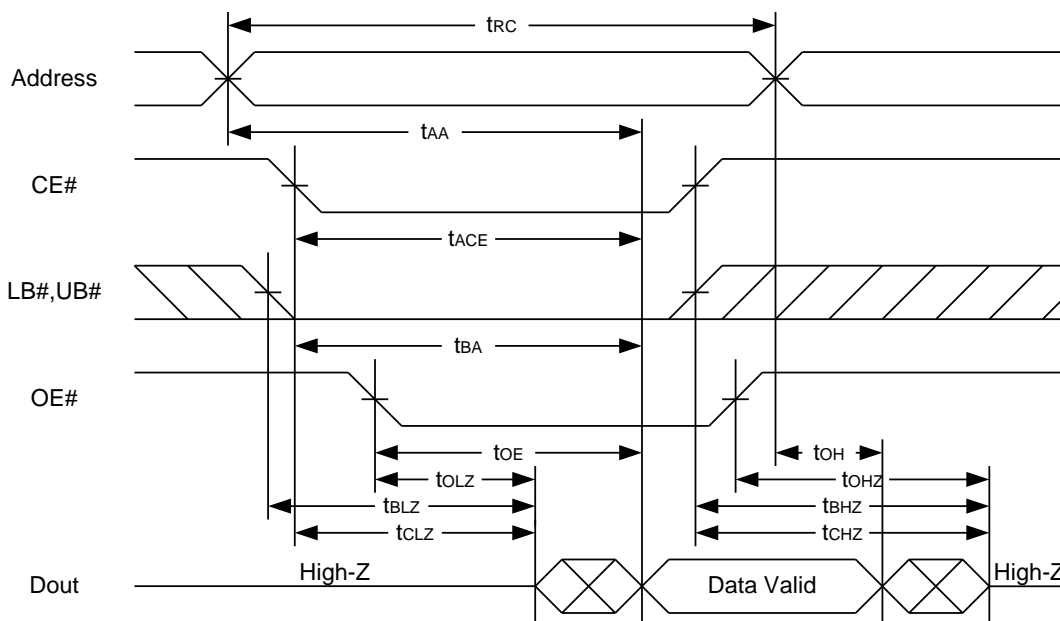 tRC
Address
tAA
CE#
tACE
LB#,UB#
tBA
OE#
tOE
tOH
tOLZ
tOHZ
tBLZ
tBHZ
tCLZ
tCHZ
Dout
High-Z
Data Valid
High-Z